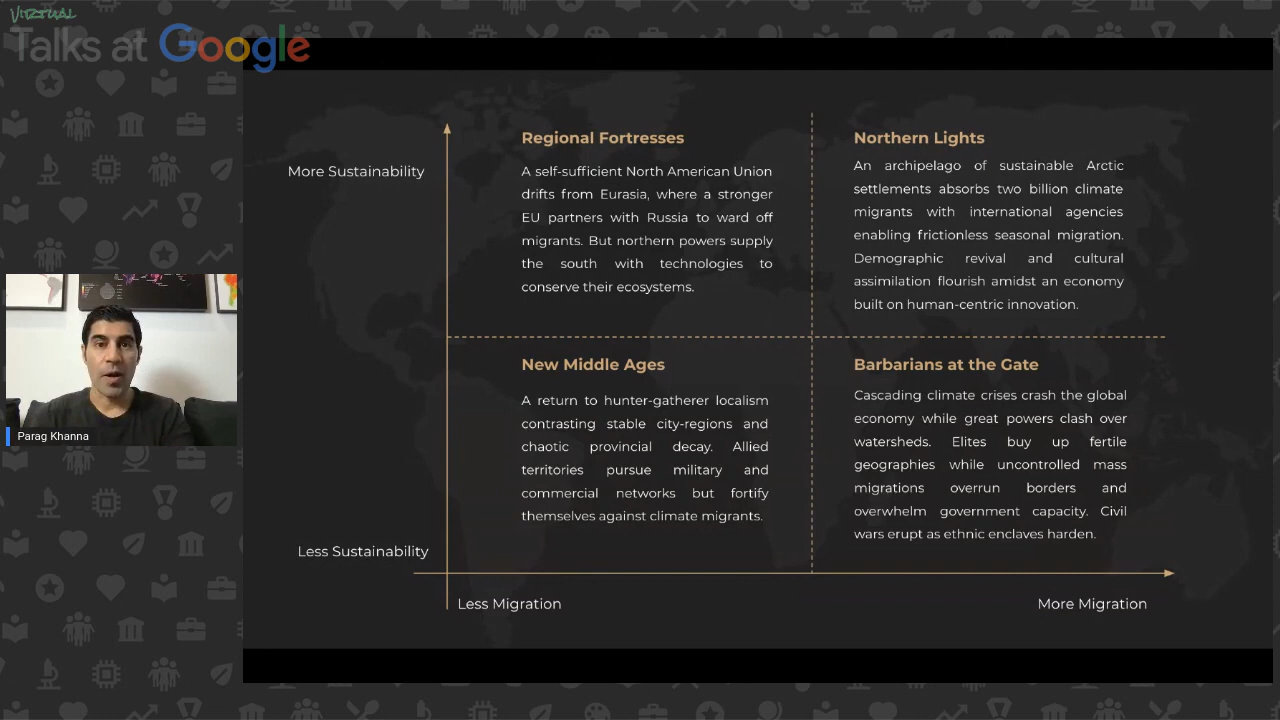 VIRTUAL
Talks at Google
More Sustainability
Regional Fortresses
A self-sufficient North American Union
drifts from Eurasia, where a stronger
EU partners with Russia to ward off
migrants. But northern powers supply
the south with technologies to
conserve their ecosystems.
Northern Lights
An archipelago of sustainable Arctic
settlements absorbs two billion climate
migrants with international agencies
enabling frictionless seasonal migration.
Demographic revival and cultural
assimilation flourish amidst an economy
built on human-centric innovation.
Parag Khanna
New Middle Ages
A return to hunter-gatherer localism
contrasting stable city-regions and
chaotic provincial decay. Allied
territories pursue military and
commercial networks but fortify
themselves against climate migrants.
Barbarians at the Gate
Cascading climate crises crash the global
economy while great powers clash over
watersheds. Elites buy up fertile
geographies while uncontrolled mass
migrations overrun borders and
overwhelm government capacity. Civil
wars erupt as ethnic enclaves harden.
Less Sustainability
Less Migration
More Migration